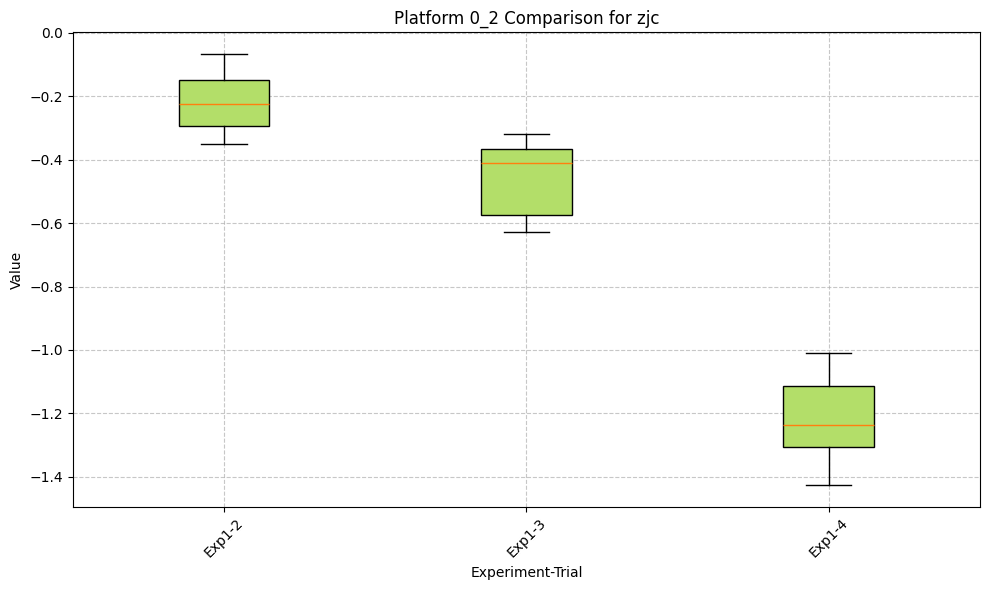 Platform 0_2 Comparison for zjc
0.0
−0.2
−0.4
−0.6
−0.8
−1.0
−1.2
−1.4
Value
Exp1-2
Exp1-3
Exp1-4
Experiment-Trial